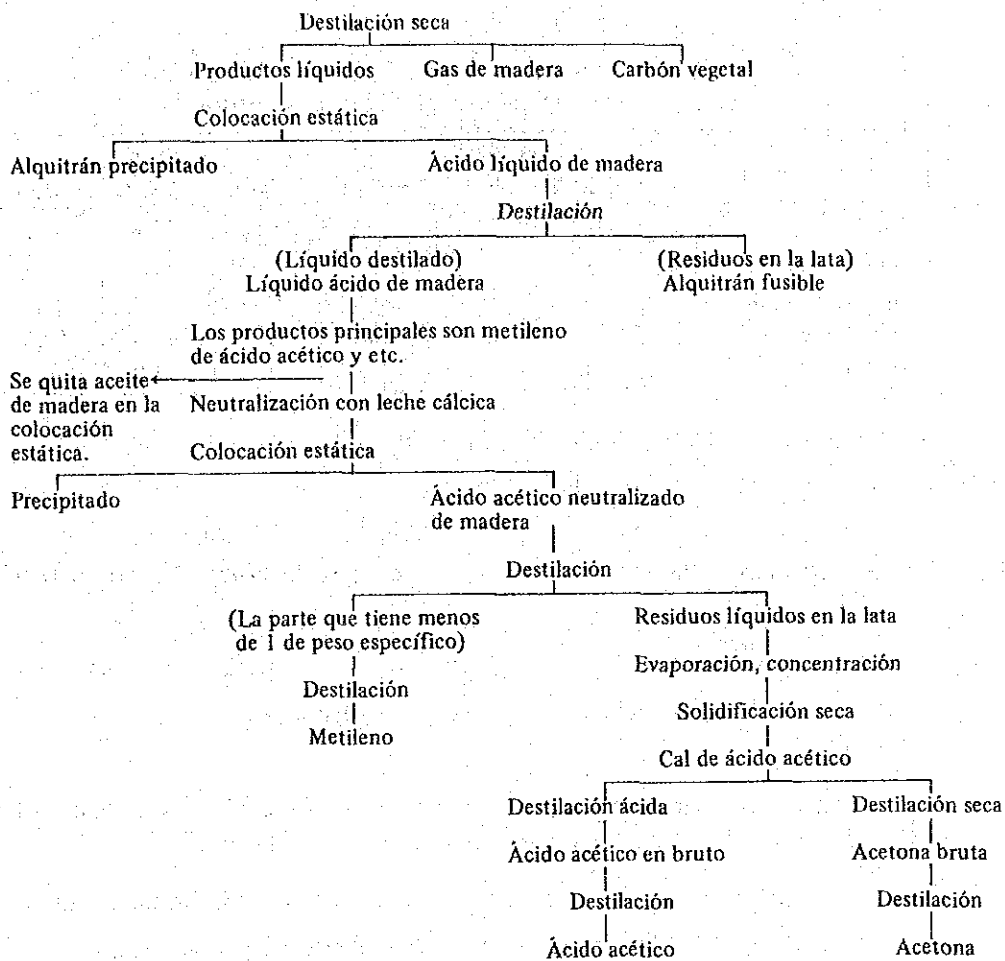 Destilación seca
Productos líquidos Gas de madera Carbón vegetal
Colocación estática
Alquitrán precipitado Ácido líquido de madera
Destilación
(Líquido destilado) (Residuos en la lata)
Líquido ácido de madera Alquitrán fusible
Los productos principales son metileno
de ácido acético y etc.
Se quita aceite
de madera en la
colocación
estática.
Neutralización con leche cálcica
Colocación estática
Precipitado Ácido acético neutralizado
de madera
Destilación
(La parte que tiene menos Residuos líquidos en la lata
de 1 de peso específico)
Evaporación, concentración
Destilación
Solidificación seca
Metileno
Cal de ácido acético
Destilación ácida Destilación seca
Ácido acético en bruto Acetona bruta
Destilación Destilación
Ácido acético Acetona